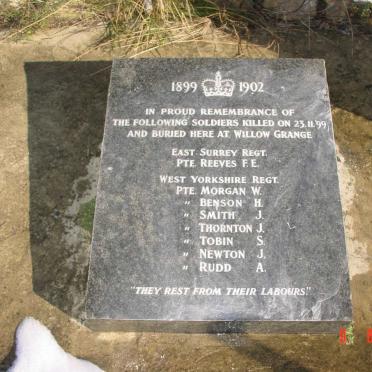 1899 1902
IN PROUD REMEMBRANCE OF
THE FOLLOWING SOLDIERS KILLED ON 23.11.99
AND BURIED HERE AT WILLOW GRANGE
EAST SURREY REGT.
PTE. REEVES F.E.
WEST YORKSHIRE REGT.
PTE. MORGAN W.
" BENSON H.
" SMITH J.
" THORNTON J.
" TOBIN S.
" NEWTON J.
" RUDD A.
"THEY REST FROM THEIR LABOURS."